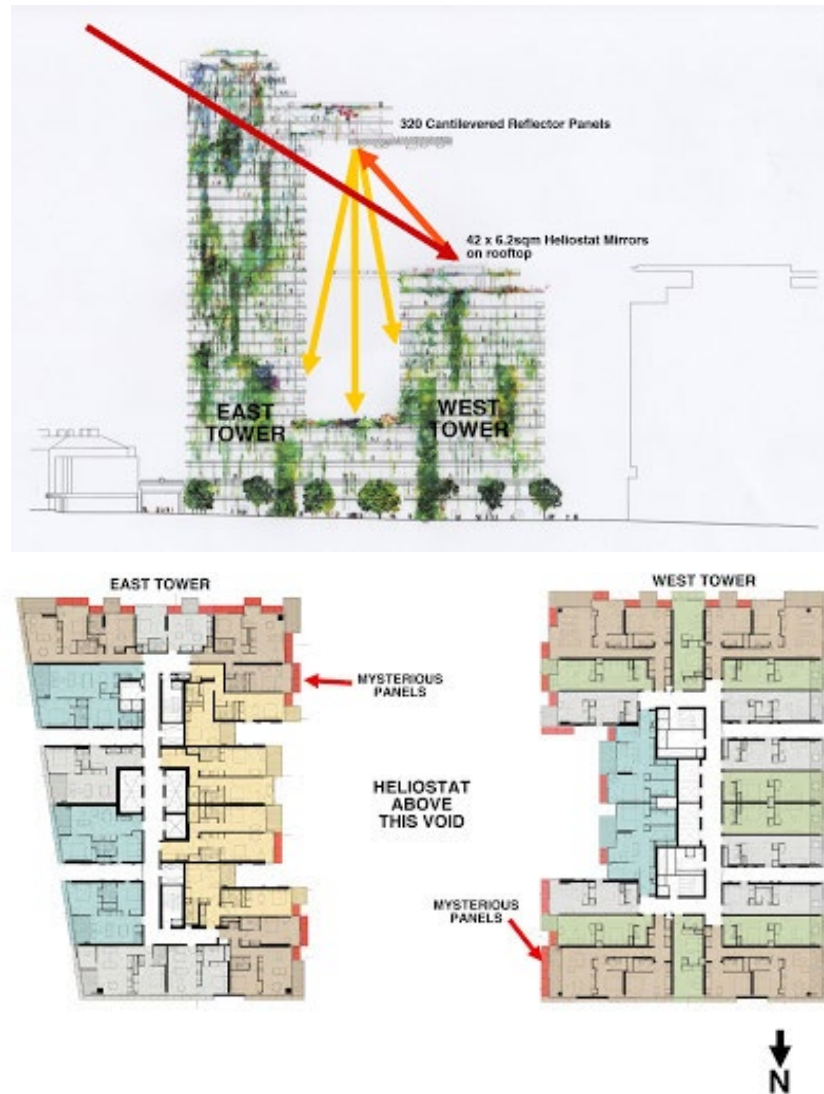 320 Cantilevered Reflector Panels
42 x 6.2sqm Heliostat Mirrors
on rooftop
EAST
TOWER
WEST
TOWER
EAST TOWER
WEST TOWER
MYSTERIOUS
PANELS
HELIOSTAT
ABOVE
THIS VOID
MYSTERIOUS
PANELS
N